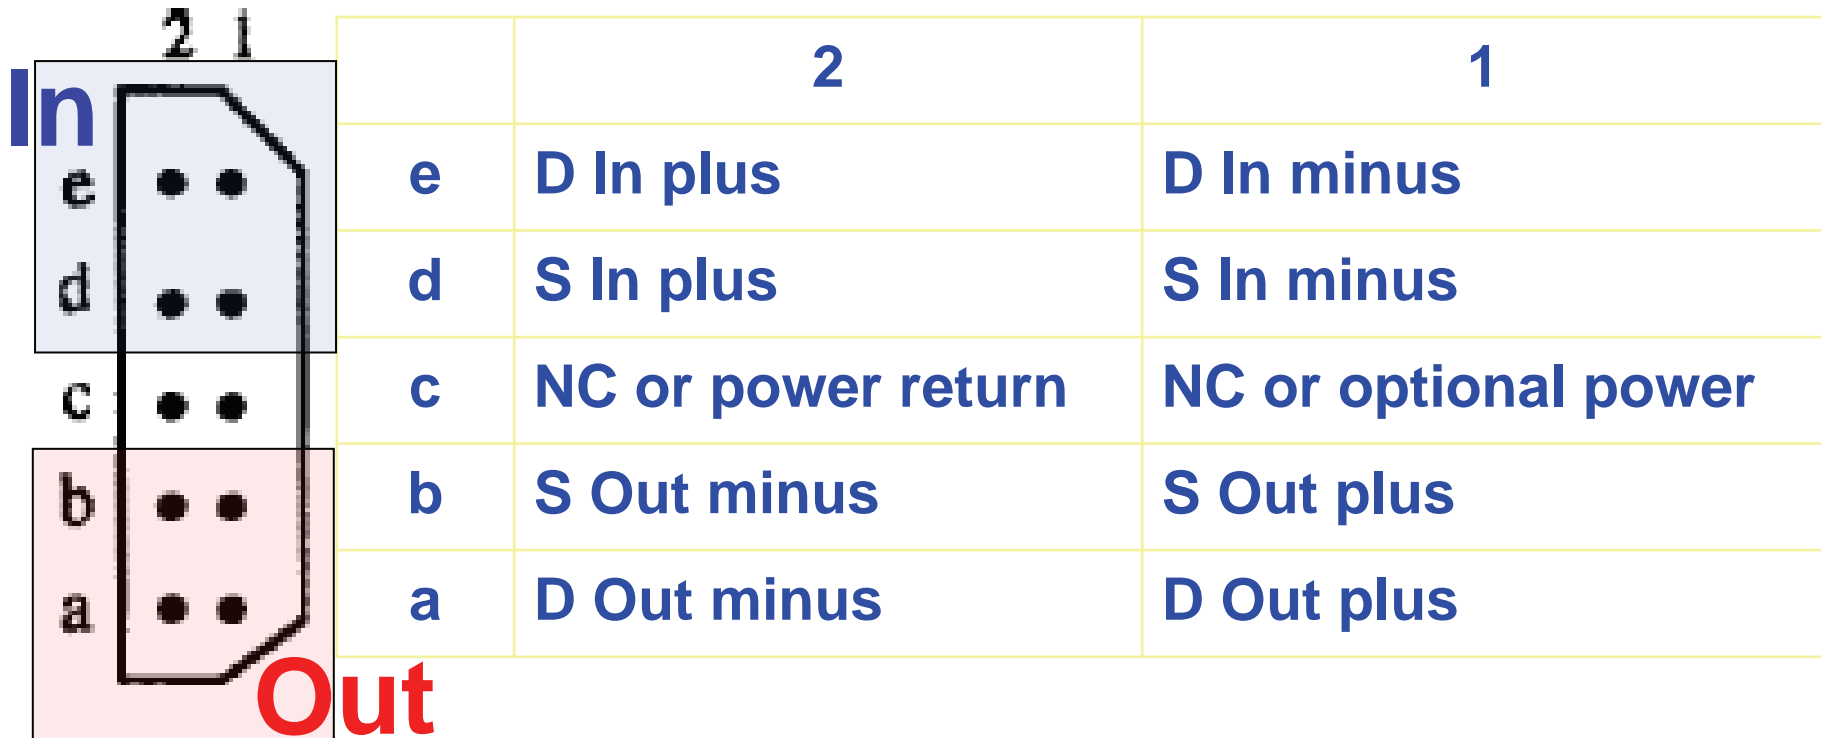 2 1
In
e
d
c
b
a
Out
2 1
e D In plus D In minus
d S In plus S In minus
c NC or power return NC or optional power
b S Out minus S Out plus
a D Out minus D Out plus